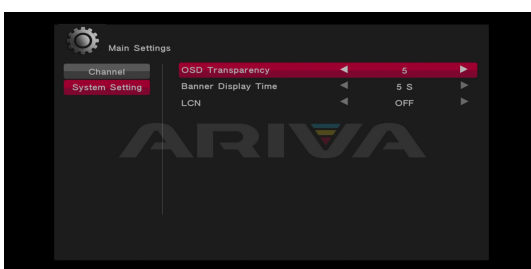 Main Settings
Channel
System Setting
OSD Transparency 5
Banner Display Time 5 S
LCN OFF
ARIVA